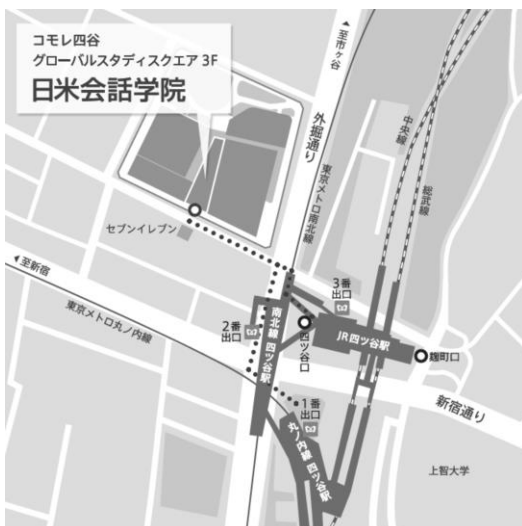 コモレ四谷
グローバルスタディスクエア 3F
日米会話学院
▲至市ヶ谷
外堀通り
東京メトロ南北線
中央線
総武線
セブンイレブン
◀至新宿
東京メトロ丸ノ内線
3番
出口
2番
出口
南北線 四ツ谷駅
四ツ谷口
JR四ツ谷駅
麹町口
新宿通り
1番
出口
丸ノ内線 四ツ谷駅
上智大学